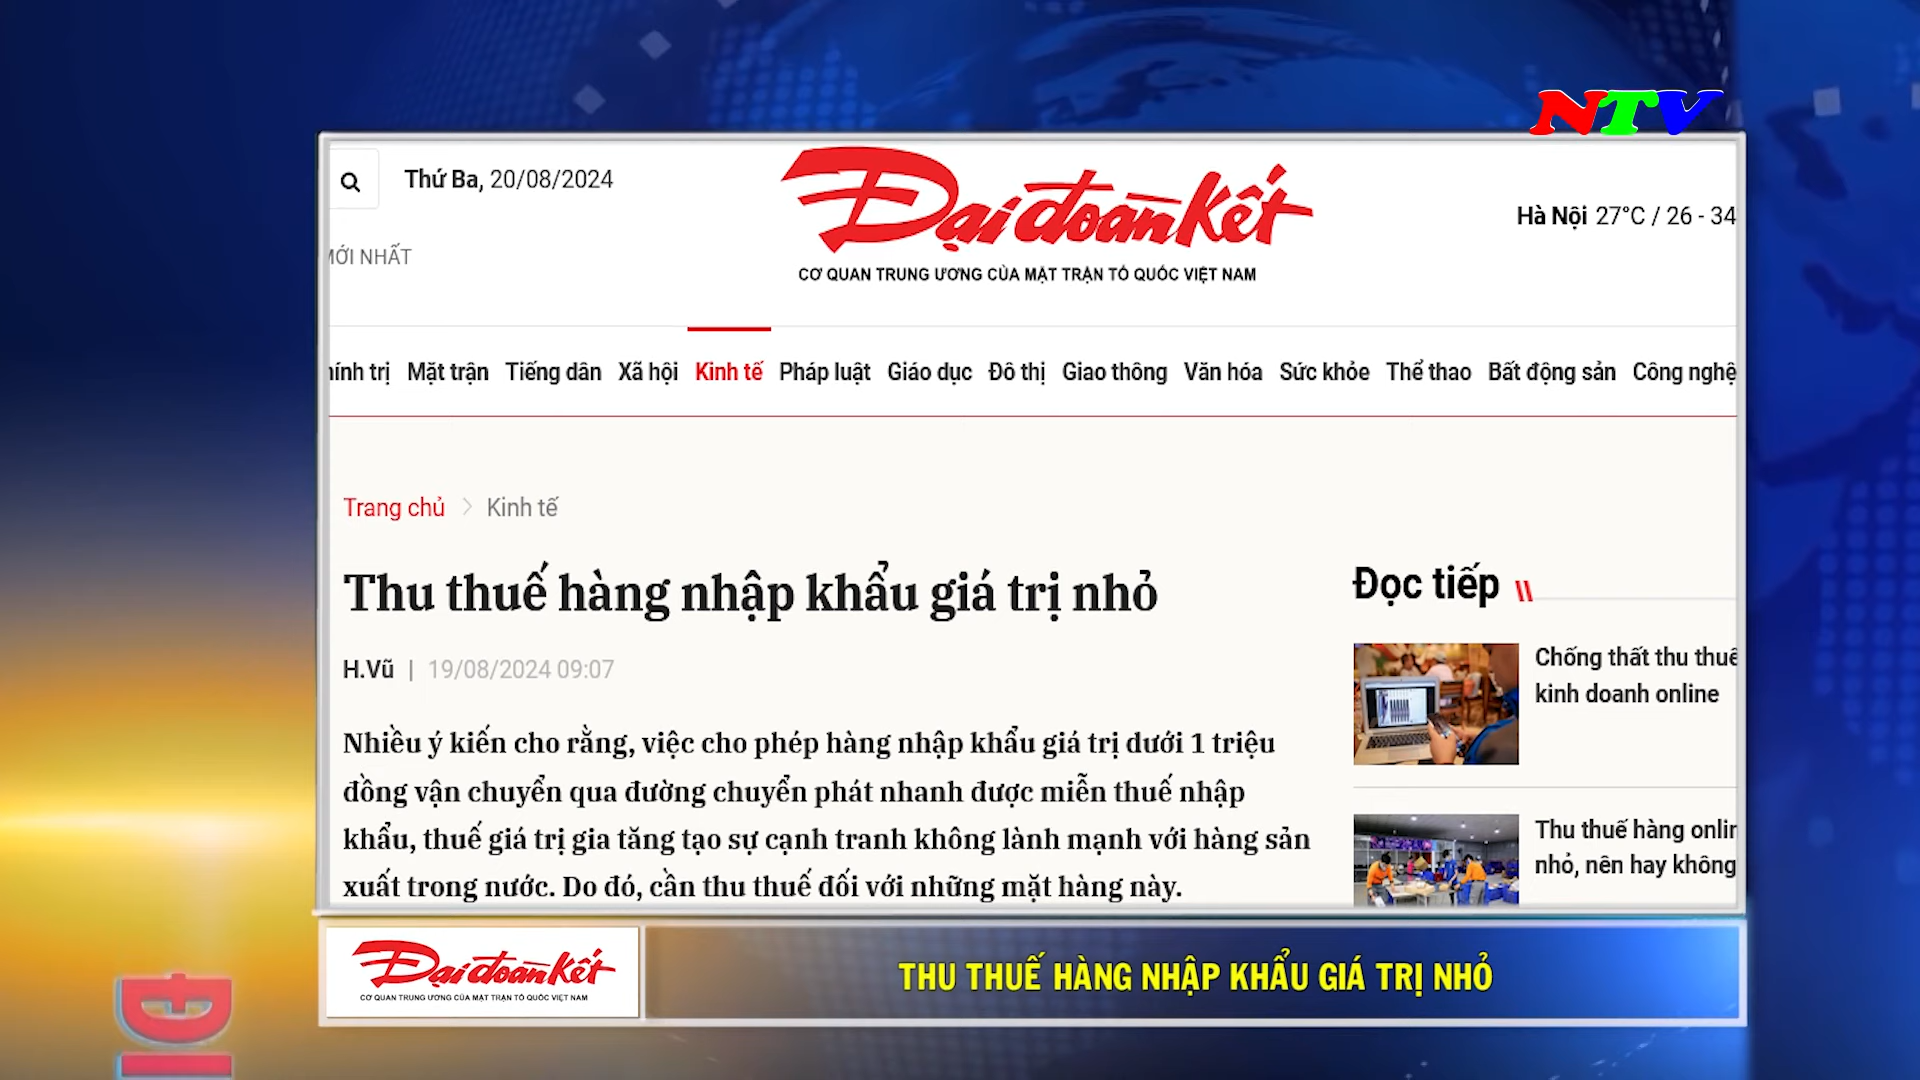 NTV
Thứ Ba, 20/08/2024
Đại đoàn kết
CƠ QUAN TRUNG ƯƠNG CỦA MẶT TRẬN TỔ QUỐC VIỆT NAM
Hà Nội 27°C / 26 - 34
MỚI NHẤT
hính trị Mặt trận Tiếng dân Xã hội Kinh tế Pháp luật Giáo dục Đô thị Giao thông Văn hóa Sức khỏe Thể thao Bất động sản Công nghệ
Trang chủ > Kinh tế
Thu thuế hàng nhập khẩu giá trị nhỏ
H.Vũ | 19/08/2024 09:07
Nhiều ý kiến cho rằng, việc cho phép hàng nhập khẩu giá trị dưới 1 triệu
đồng vận chuyển qua đường chuyển phát nhanh được miễn thuế nhập
khẩu, thuế giá trị gia tăng tạo sự cạnh tranh không lành mạnh với hàng sản
xuất trong nước. Do đó, cần thu thuế đối với những mặt hàng này.
Đọc tiếp
Chống thất thu thuế
kinh doanh online
Thu thuế hàng onlin
nhỏ, nên hay không
Đại đoàn kết
CƠ QUAN TRUNG ƯƠNG CỦA MẶT TRẬN TỔ QUỐC VIỆT NAM
THU THUẾ HÀNG NHẬP KHẨU GIÁ TRỊ NHỎ